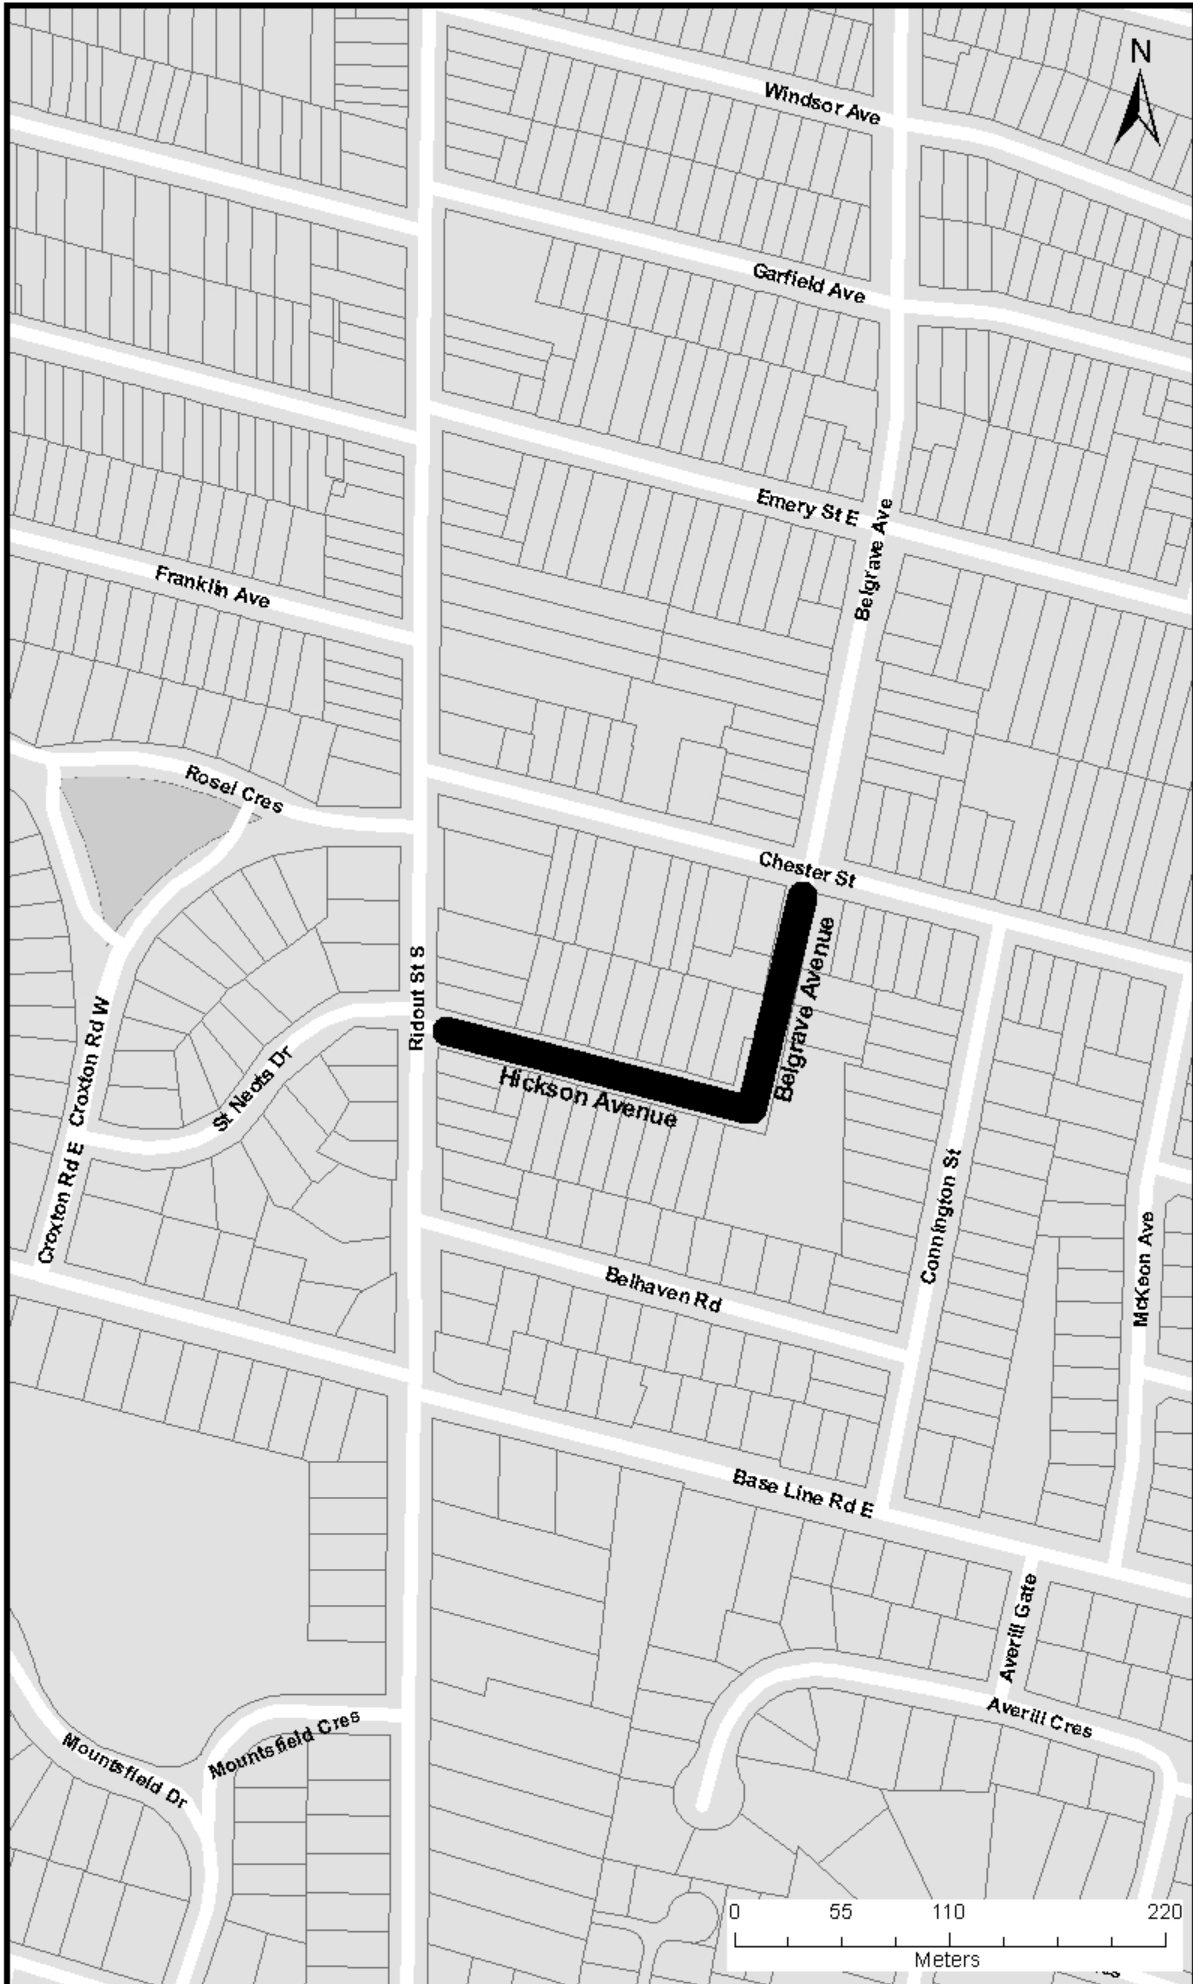 N
Windsor Ave
Garfield Ave
Emery St E
Belgrave Ave
Franklin Ave
Rosel Cres
Chester St
Belgrave Avenue
Ridout St S
Croxton Rd W
St Neots Dr
Hickson Avenue
Croxton Rd E
Connington St
McKeon Ave
Belhaven Rd
Base Line Rd E
Averill Gate
Averill Cres
Mountsfield Dr
Mountsfield Cres
0 55 110 220
Meters